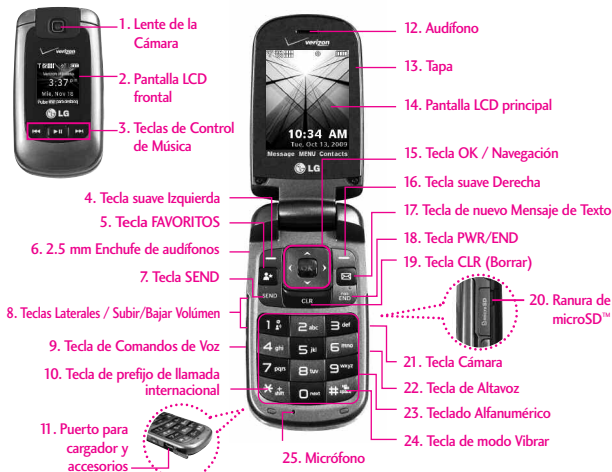 1. Lente de la
Cámara
2. Pantalla LCD
frontal
3. Teclas de Control
de Música
verizon
3:37 pm
Mié, Nov 18
LG
12. Audífono
13. Tapa
14. Pantalla LCD principal
15. Tecla OK / Navegación
16. Tecla suave Derecha
17. Tecla de nuevo Mensaje de Texto
18. Tecla PWR/END
19. Tecla CLR (Borrar)
20. Ranura de
microSD™
21. Tecla Cámara
22. Tecla de Altavoz
23. Teclado Alfanumérico
24. Tecla de modo Vibrar
25. Micrófono
4. Tecla suave Izquierda
5. Tecla FAVORITOS
6. 2.5 mm Enchufe de audífonos
7. Tecla SEND
8. Teclas Laterales / Subir/Bajar Volúmen
9. Tecla de Comandos de Voz
10. Tecla de prefijo de llamada
internacional
11. Puerto para
cargador y
accesorios
verizon
10:34 AM
Tue, Oct 13, 2009
Message MENU Contacts
LG
OK
SEND CLR END
1 2 abc 3 def
4 ghi 5 jkl 6 mno
7 pqrs 8 tuv 9 wxyz
* shift 0 next # space
microSD